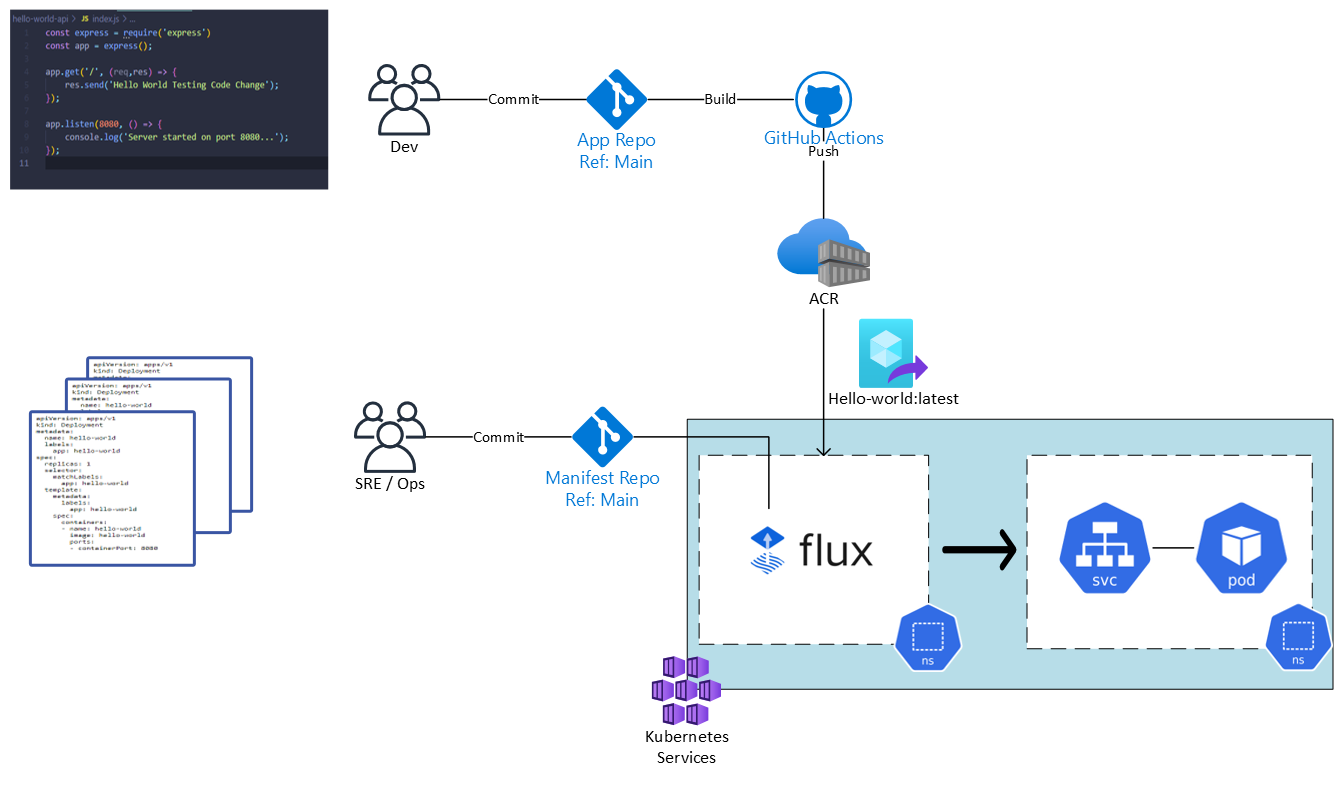 hello-world-api > JS index.js > ...
1 const express = require('express')
2 const app = express();
3
4 app.get('/', (req,res) => {
5 res.send('Hello World Testing Code Change');
6 });
7
8 app.listen(8080, () => {
9 console.log('Server started on port 8080...');
10 });
11
Dev
Commit
App Repo
Ref: Main
Build
GitHub Actions
Push
ACR
Hello-world:latest
apiVersion: apps/v1
kind: Deployment
metadata:
apiVersion: apps/v1
kind: Deployment
metadata:
name: hello-world
apiVersion: apps/v1
kind: Deployment
metadata:
name: hello-world
labels:
app: hello-world
spec:
replicas: 3
selector:
matchLabels:
app: hello-world
template:
metadata:
labels:
app: hello-world
spec:
containers:
- name: hello-world
image: hello-world
ports:
- containerPort: 8080
SRE / Ops
Commit
Manifest Repo
Ref: Main
flux
ns
svc
pod
ns
Kubernetes
Services